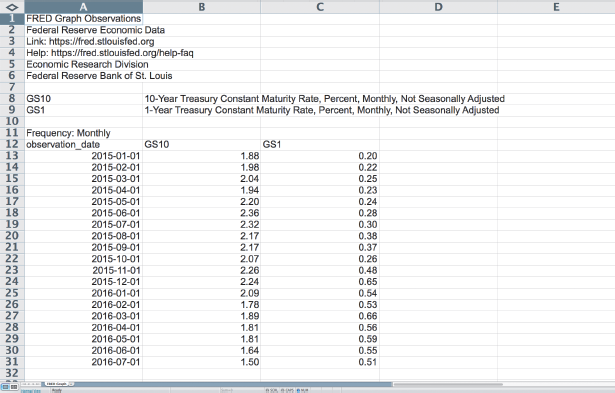 A B C D E
1 FRED Graph Observations
2 Federal Reserve Economic Data
3 Link: https://fred.stlouisfed.org
4 Help: https://fred.stlouisfed.org/help-faq
5 Economic Research Division
6 Federal Reserve Bank of St. Louis
7
8 GS10 10-Year Treasury Constant Maturity Rate, Percent, Monthly, Not Seasonally Adjusted
9 GS1 1-Year Treasury Constant Maturity Rate, Percent, Monthly, Not Seasonally Adjusted
10
11 Frequency: Monthly
12 observation_date GS10 GS1
13 2015-01-01 1.88 0.20
14 2015-02-01 1.98 0.22
15 2015-03-01 2.04 0.25
16 2015-04-01 1.94 0.23
17 2015-05-01 2.20 0.24
18 2015-06-01 2.36 0.28
19 2015-07-01 2.32 0.30
20 2015-08-01 2.17 0.38
21 2015-09-01 2.17 0.37
22 2015-10-01 2.07 0.26
23 2015-11-01 2.26 0.48
24 2015-12-01 2.24 0.65
25 2016-01-01 2.09 0.54
26 2016-02-01 1.78 0.53
27 2016-03-01 1.89 0.66
28 2016-04-01 1.81 0.56
29 2016-05-01 1.81 0.59
30 2016-06-01 1.64 0.55
31 2016-07-01 1.50 0.51
32
FRED Graph